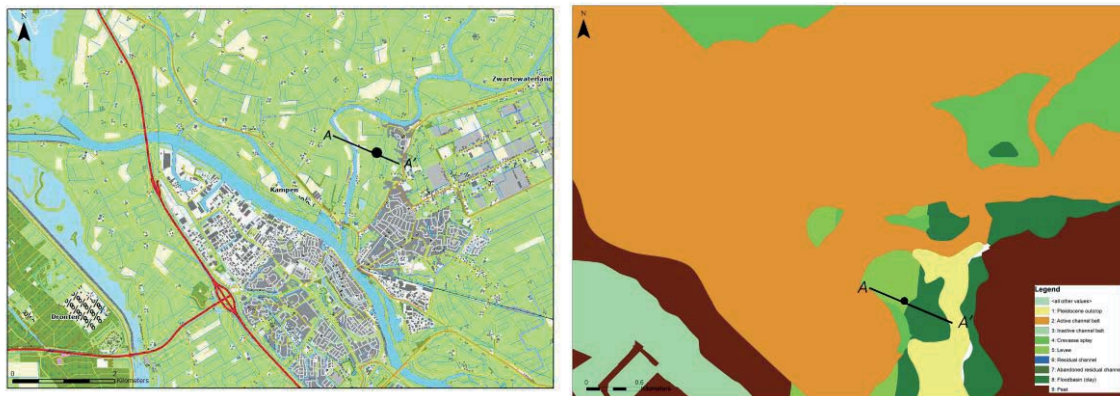 N
Zwartewaterland
A
A'
Kampen
Dronten
0 2
Kilometers
N
A
A'
0 0.6
Kilometers
Legend
<all other values>
1: Pleistocene outcrop
2: Active channel belt
3: Inactive channel belt
4: Crevasse splay
5: Levee
6: Residual channel
7: Abandoned residual channel
8: Floodbasin (clay)
9: Peat